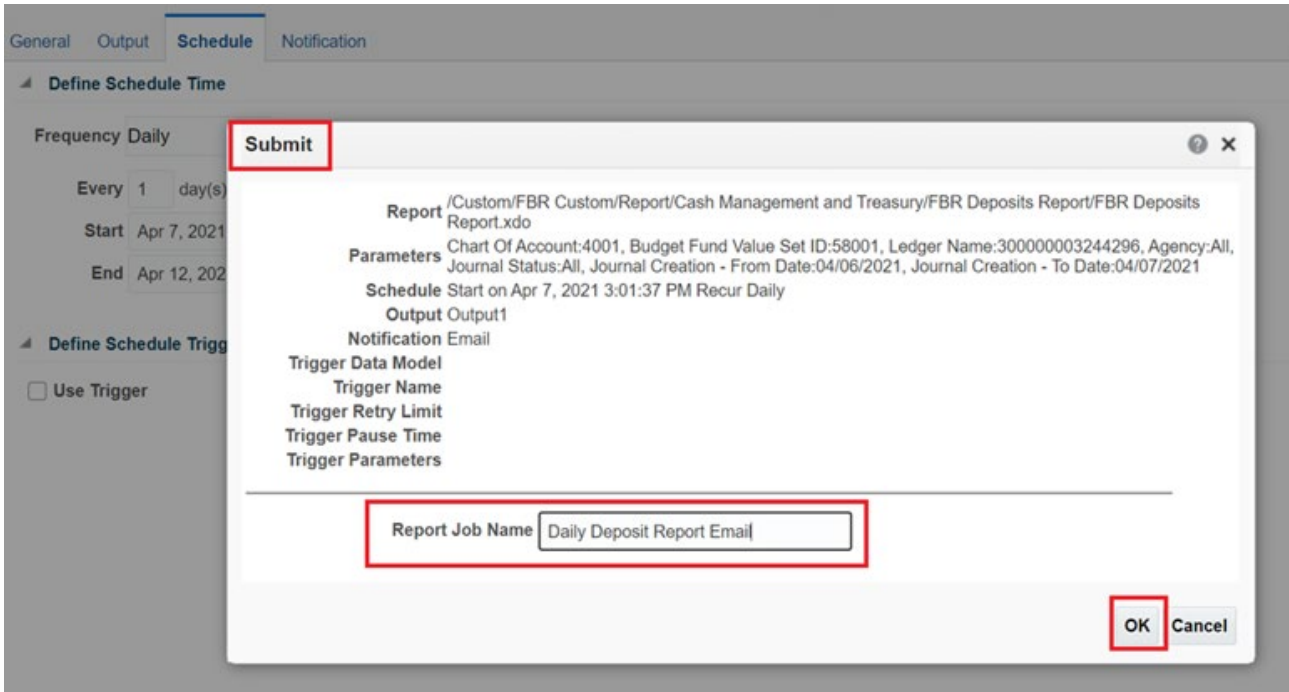 General Output Schedule Notification
Define Schedule Time
Frequency Daily
Every 1 day(s)
Start Apr 7, 2021
End Apr 12, 202
Define Schedule Trigg
Use Trigger
Submit
Report /Custom/FBR Custom/Report/Cash Management and Treasury/FBR Deposits Report/FBR Deposits
Report.xdo
Parameters Chart Of Account:4001, Budget Fund Value Set ID:58001, Ledger Name:300000003244296, Agency:All,
Journal Status:All, Journal Creation - From Date:04/06/2021, Journal Creation - To Date:04/07/2021
Schedule Start on Apr 7, 2021 3:01:37 PM Recur Daily
Output Output1
Notification Email
Trigger Data Model
Trigger Name
Trigger Retry Limit
Trigger Pause Time
Trigger Parameters
Report Job Name Daily Deposit Report Email
OK Cancel